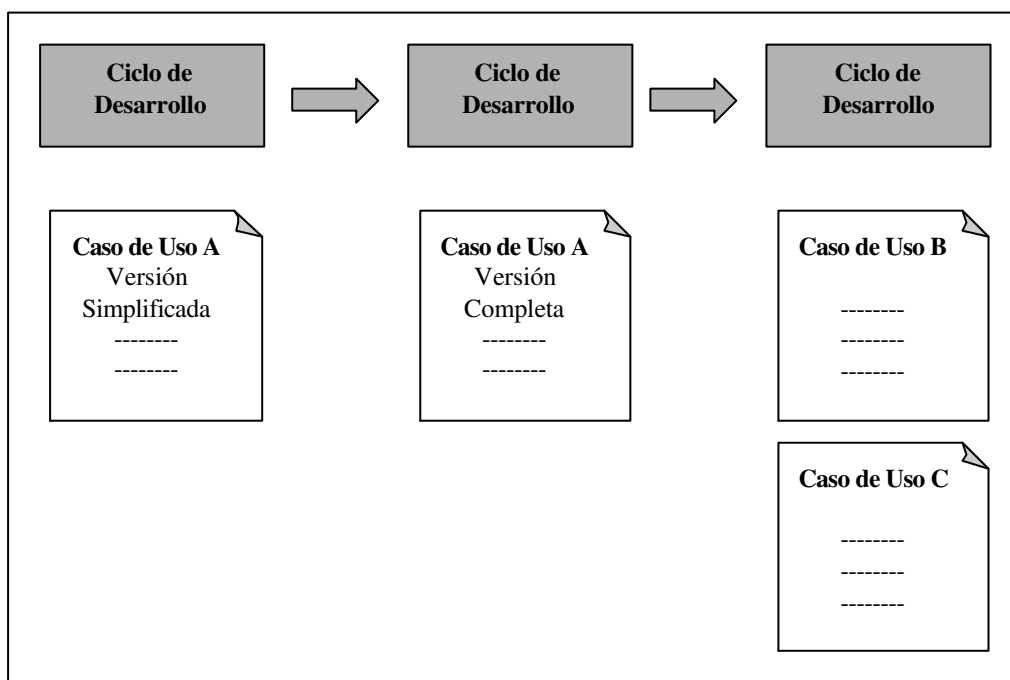 Ciclo de
Desarrollo
Ciclo de
Desarrollo
Ciclo de
Desarrollo
Caso de Uso A
Versión
Simplificada
--------
--------
Caso de Uso A
Versión
Completa
--------
--------
Caso de Uso B
--------
--------
--------
Caso de Uso C
--------
--------
--------